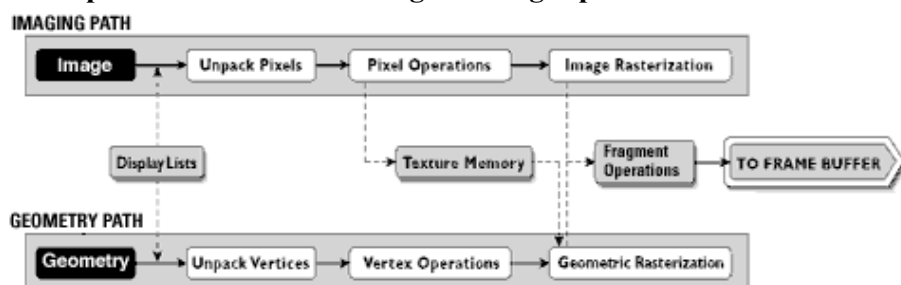 IMAGING PATH
Image
Unpack Pixels
Pixel Operations
Image Rasterization
Display Lists
Texture Memory
Fragment
Operations
TO FRAME BUFFER
GEOMETRY PATH
Geometry
Unpack Vertices
Vertex Operations
Geometric Rasterization